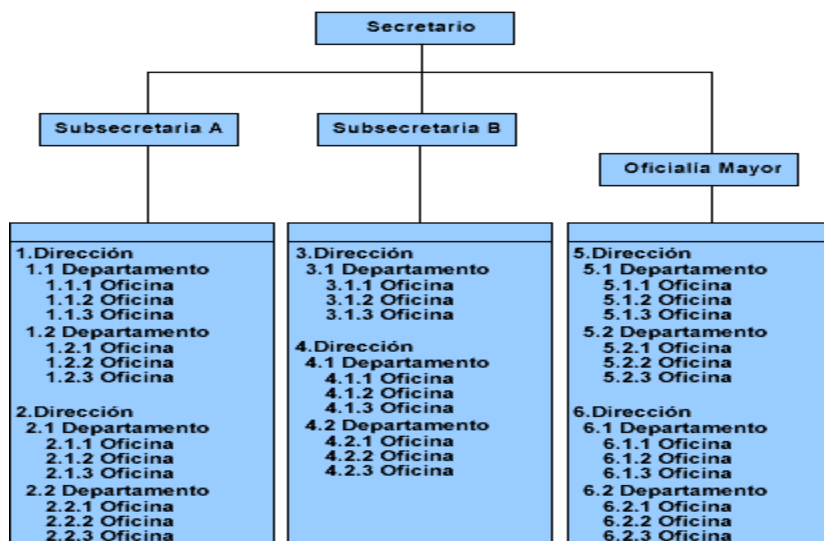 Secretario
Subsecretaria A
Subsecretaria B
Oficialía Mayor
1.Dirección
1.1 Departamento
1.1.1 Oficina
1.1.2 Oficina
1.1.3 Oficina
1.2 Departamento
1.2.1 Oficina
1.2.2 Oficina
1.2.3 Oficina
2.Dirección
2.1 Departamento
2.1.1 Oficina
2.1.2 Oficina
2.1.3 Oficina
2.2 Departamento
2.2.1 Oficina
2.2.2 Oficina
2.2.3 Oficina
3.Dirección
3.1 Departamento
3.1.1 Oficina
3.1.2 Oficina
3.1.3 Oficina
4.Dirección
4.1 Departamento
4.1.1 Oficina
4.1.2 Oficina
4.1.3 Oficina
4.2 Departamento
4.2.1 Oficina
4.2.2 Oficina
4.2.3 Oficina
5.Dirección
5.1 Departamento
5.1.1 Oficina
5.1.2 Oficina
5.1.3 Oficina
5.2 Departamento
5.2.1 Oficina
5.2.2 Oficina
5.2.3 Oficina
6.Dirección
6.1 Departamento
6.1.1 Oficina
6.1.2 Oficina
6.1.3 Oficina
6.2 Departamento
6.2.1 Oficina
6.2.2 Oficina
6.2.3 Oficina